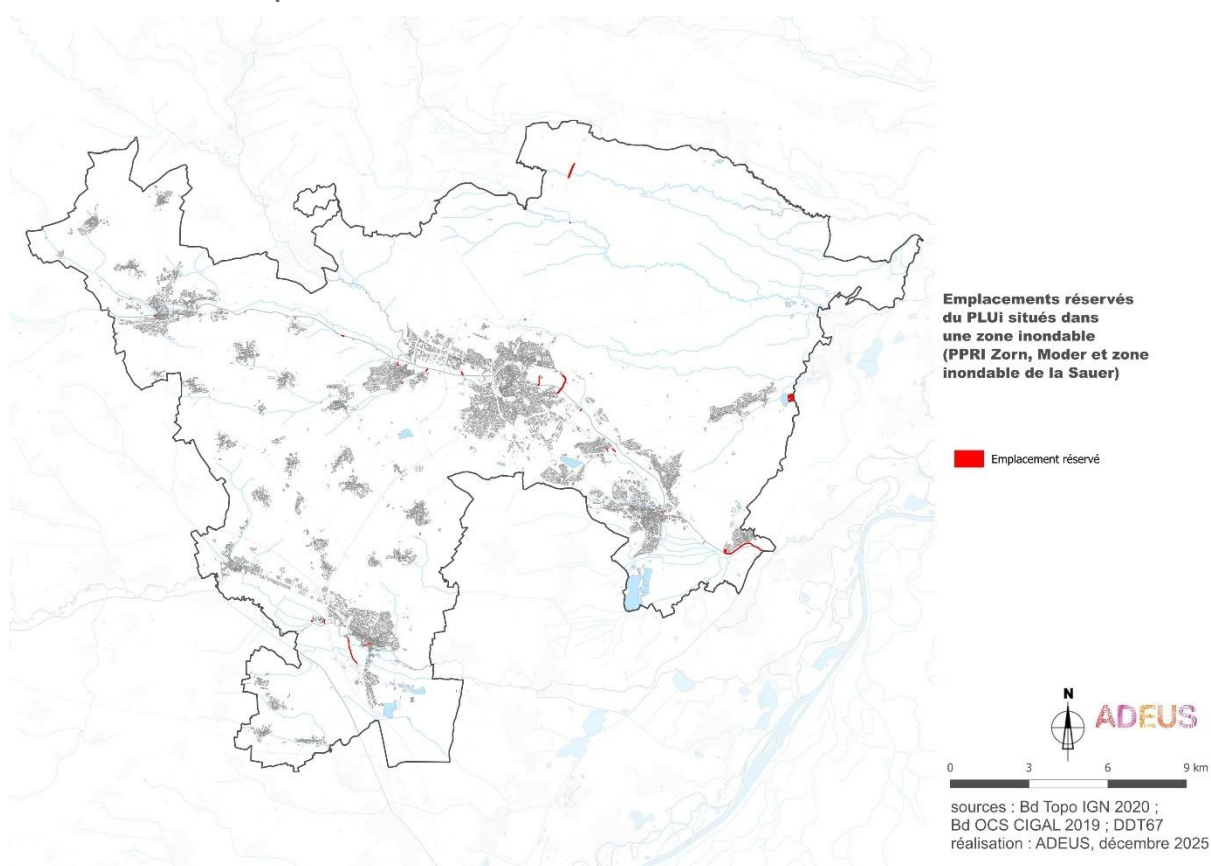 Emplacements réservés
du PLUi situés dans
une zone inondable
(PPRI Zorn, Moder et zone
inondable de la Sauer)
Emplacement réservé
N
ADEUS
0 3 6 9 km
sources : Bd Topo IGN 2020 ;
Bd OCS CIGAL 2019 ; DDT67
réalisation : ADEUS, décembre 2025